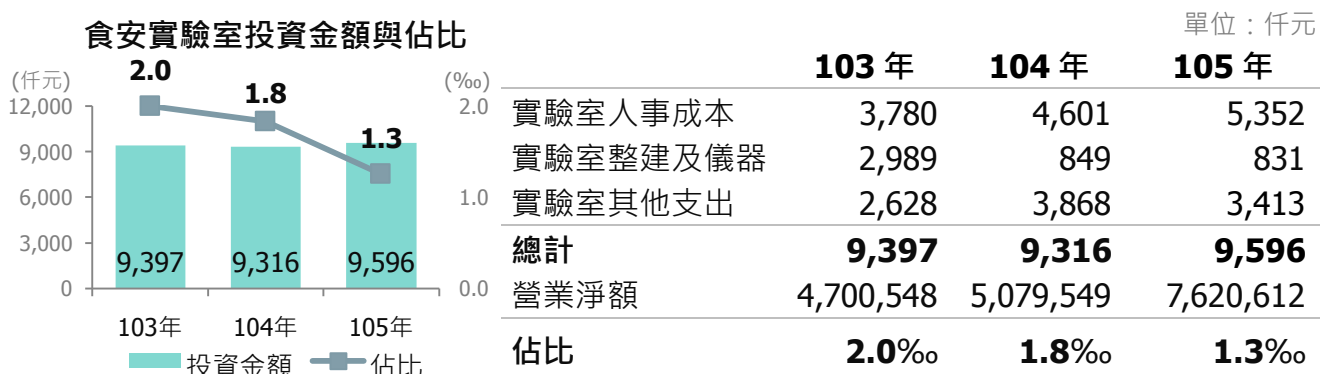 食安實驗室投資金額與佔比
(仟元)
(‰)
2.0
1.8
1.3
12,000
9,000
6,000
3,000
0
2.0
1.0
0.0
9,397
9,316
9,596
103年
104年
105年
投資金額
佔比
單位：仟元
103 年 104 年 105 年
實驗室人事成本 3,780 4,601 5,352
實驗室整建及儀器 2,989 849 831
實驗室其他支出 2,628 3,868 3,413
總計 9,397 9,316 9,596
營業淨額 4,700,548 5,079,549 7,620,612
佔比 2.0‰ 1.8‰ 1.3‰